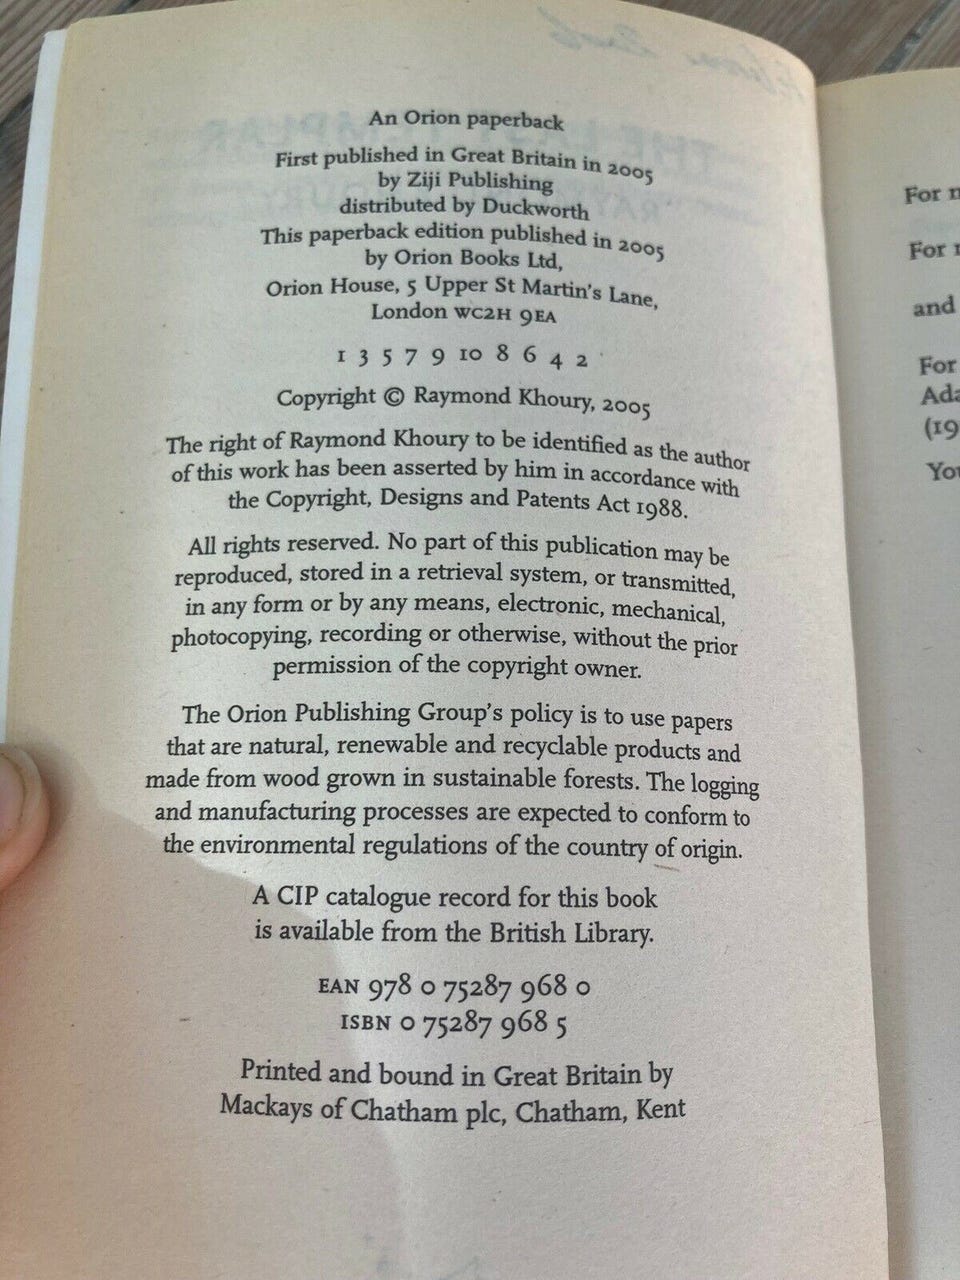 An Orion paperback
First published in Great Britain in 2005
by Ziji Publishing
distributed by Duckworth
This paperback edition published in 2005
by Orion Books Ltd,
Orion House, 5 Upper St Martin's Lane,
London WC2H 9EA
1 3 5 7 9 10 8 6 4 2
Copyright © Raymond Khoury, 2005
The right of Raymond Khoury to be identified as the author
of this work has been asserted by him in accordance with
the Copyright, Designs and Patents Act 1988.
All rights reserved. No part of this publication may be
reproduced, stored in a retrieval system, or transmitted,
in any form or by any means, electronic, mechanical,
photocopying, recording or otherwise, without the prior
permission of the copyright owner.
The Orion Publishing Group's policy is to use papers
that are natural, renewable and recyclable products and
made from wood grown in sustainable forests. The logging
and manufacturing processes are expected to conform to
the environmental regulations of the country of origin.
A CIP catalogue record for this book
is available from the British Library.
EAN 978 0 75287 968 0
ISBN 0 75287 968 5
Printed and bound in Great Britain by
Mackays of Chatham plc, Chatham, Kent
For
For
and
For
(19